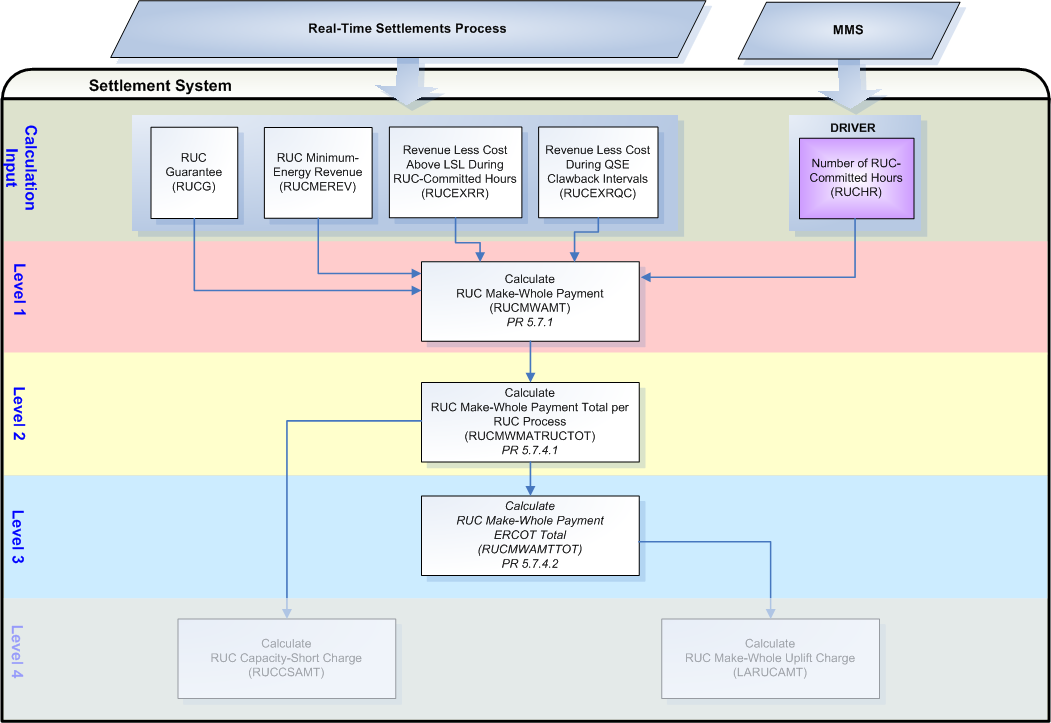 Real-Time Settlements Process
MMS
Settlement System
Calculation
Input
RUC
Guarantee
(RUCG)
RUC Minimum-
Energy Revenue
(RUCMEREV)
Revenue Less Cost
Above LSL During
RUC-Committed Hours
(RUCEXRR)
Revenue Less Cost
During QSE
Clawback Intervals
(RUCEXRQC)
DRIVER
Number of RUC-
Committed Hours
(RUCHR)
Level 1
Calculate
RUC Make-Whole Payment
(RUCMWAMT)
PR 5.7.1
Level 2
Calculate
RUC Make-Whole Payment Total per
RUC Process
(RUCMWMATRUCTOT)
PR 5.7.4.1
Level 3
Calculate
RUC Make-Whole Payment
ERCOT Total
(RUCMWAMTTOT)
PR 5.7.4.2
Level 4
Calculate
RUC Capacity-Short Charge
(RUCCSAMT)
Calculate
RUC Make-Whole Uplift Charge
(LARUCAMT)